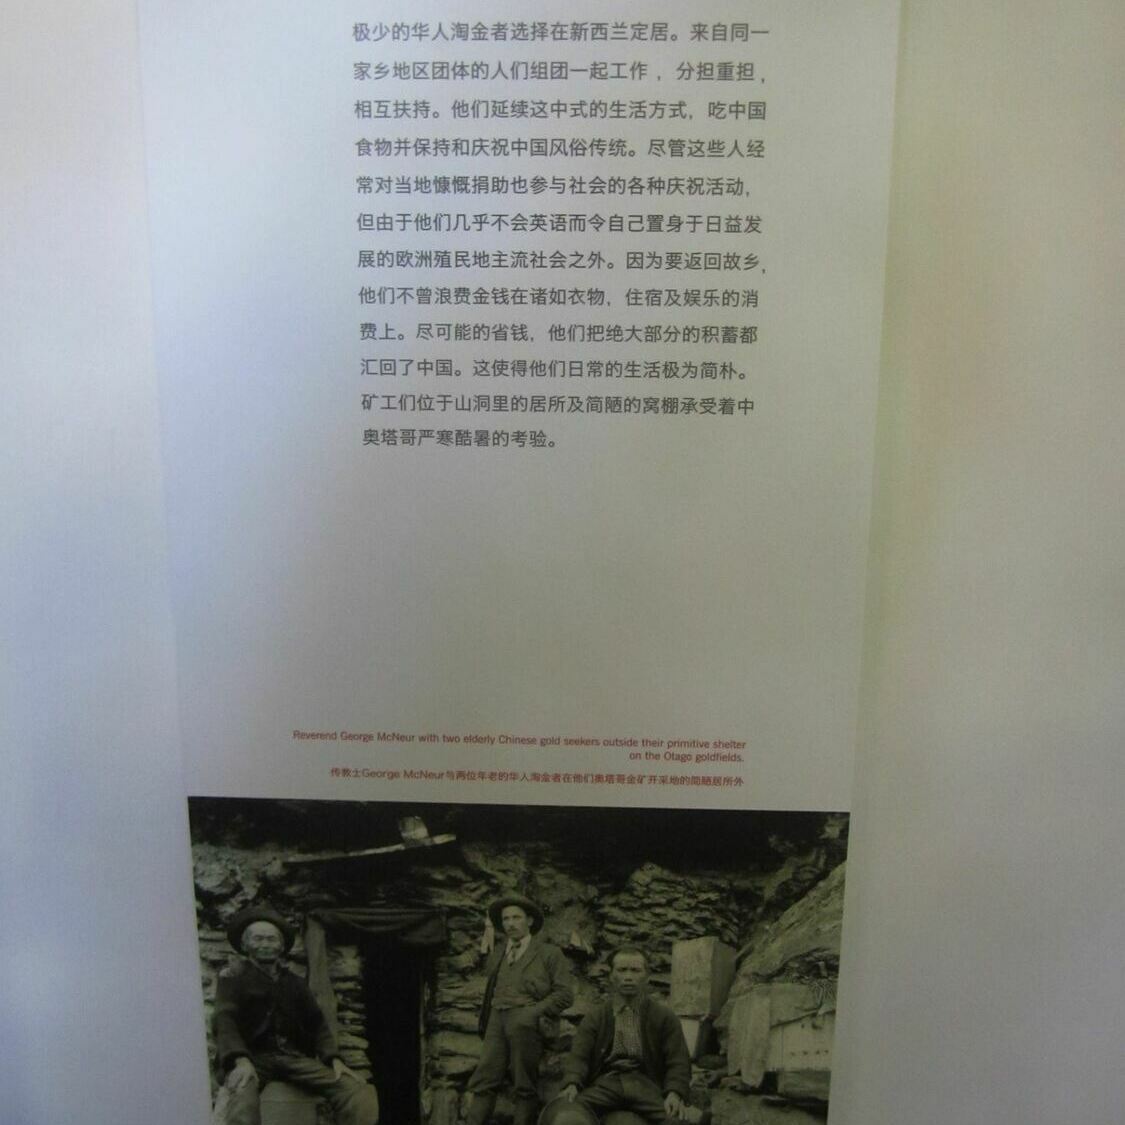 极少的华人淘金者选择在新西兰定居。来自同一
家乡地区团体的人们组团一起工作，分担重担，
相互扶持。他们延续这中式的生活方式，吃中国
食物并保持和庆祝中国风俗传统。尽管这些人经
常对当地慷慨捐助也参与社会的各种庆祝活动，
但由于他们几乎不会英语而令自己置身于日益发
展的欧洲殖民地主流社会之外。因为要返回故乡，
他们不曾浪费金钱在诸如衣物，住宿及娱乐的消
费上。尽可能的省钱，他们把绝大部分的积蓄都
汇回了中国。这使得他们日常的生活极为简朴。
矿工们位于山洞里的居所及简陋的窝棚承受着中
奥塔哥严寒酷暑的考验。
Reverend George McNeur with two elderly Chinese gold seekers outside their primitive shelter
on the Otago goldfields.
传教士George McNeur与两位年老的华人淘金者在他们奥塔哥金矿开采地的简陋居所外